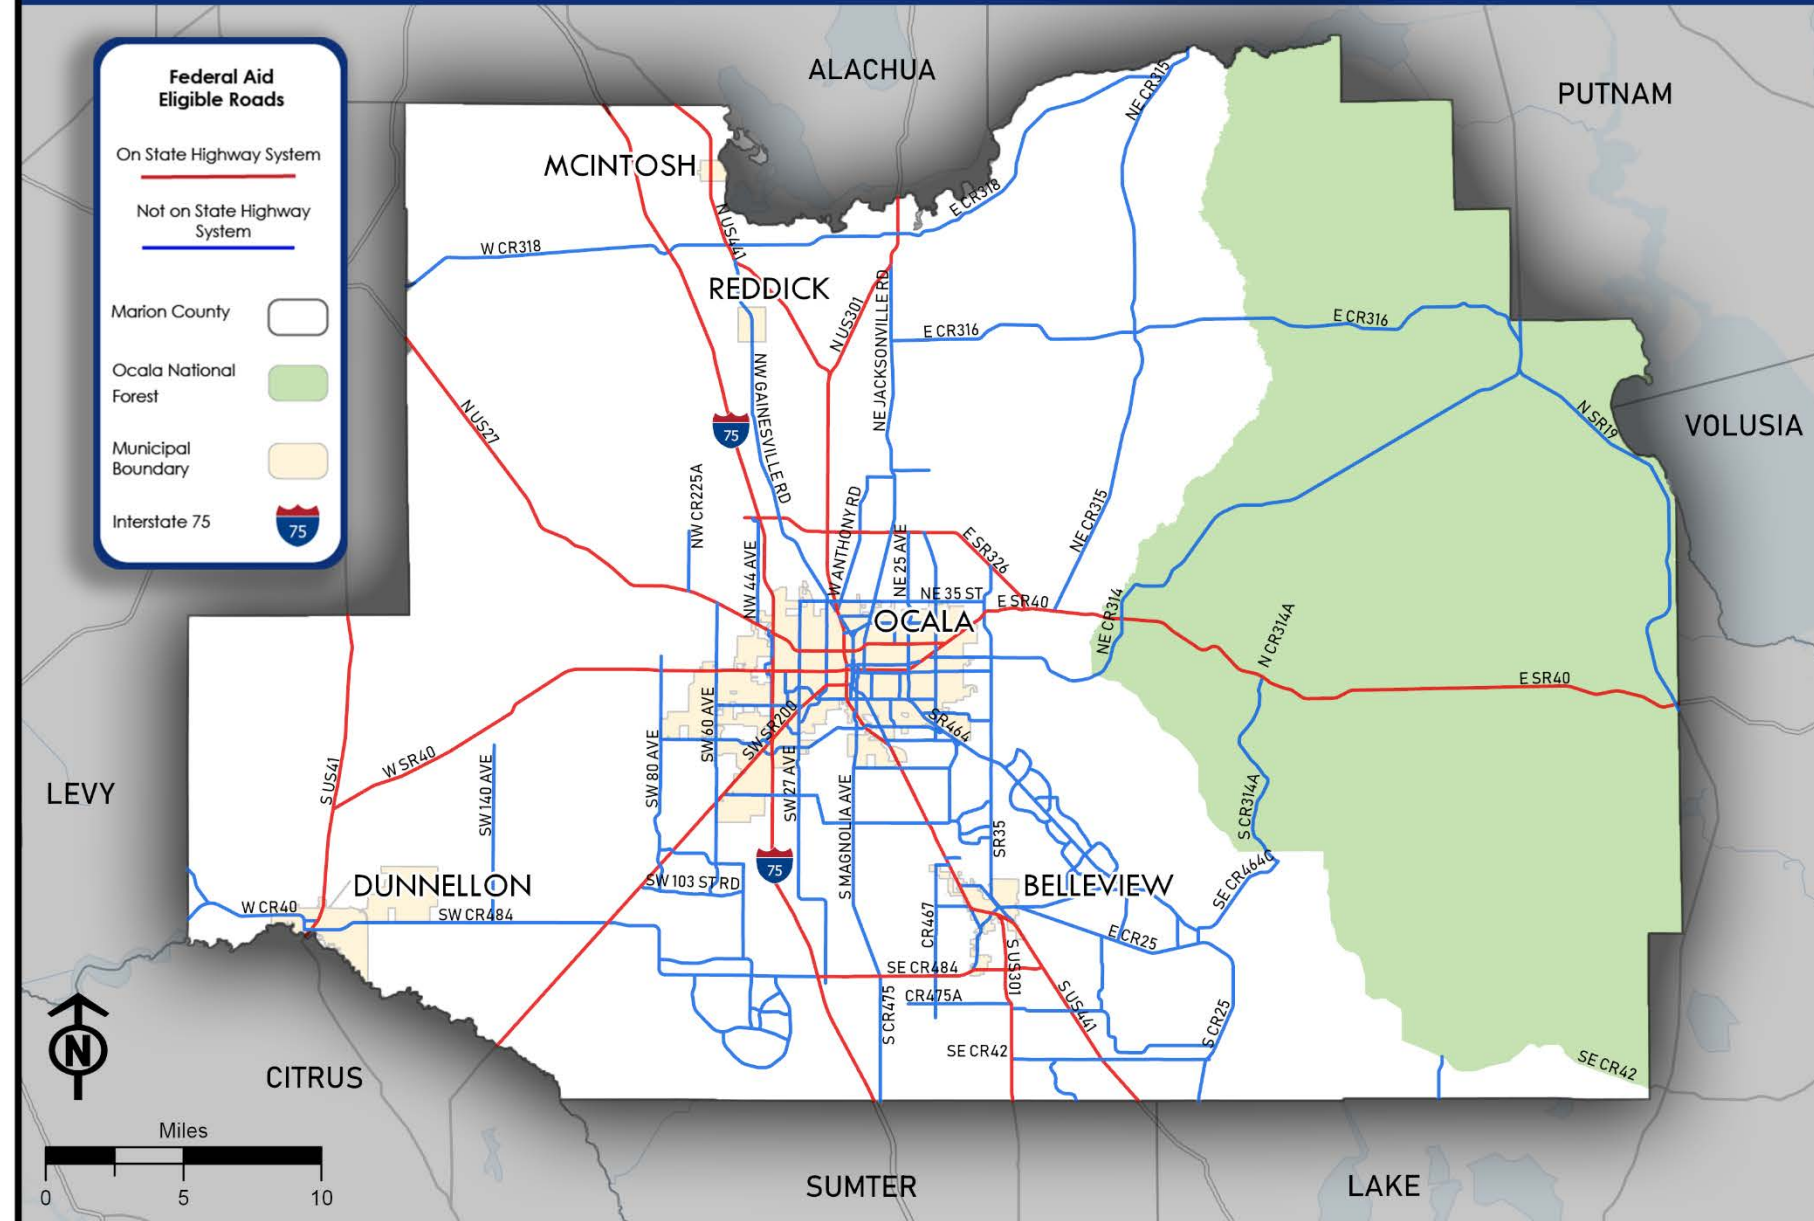 Federal Aid
Eligible Roads
On State Highway System
Not on State Highway
System
Marion County
Ocala National
Forest
Municipal
Boundary
Interstate 75
75
ALACHUA
PUTNAM
VOLUSIA
LEVY
CITRUS
SUMTER
LAKE
MCINTOSH
REDDICK
OCALA
DUNNELLON
BELLEVIEW
NE CR315
E CR318
W CR318
N US441
N US301
NE JACKSONVILLE RD
E CR316
E CR316
N US27
75
NW GAINESVILLE RD
N SR19
NW CR225A
W ANTHONY RD
NE 25 AVE
E SR326
NE CR315
NW 44 AVE
NE 35 ST
E SR40
NE CR314
N CR314A
E SR40
SW 60 AVE
SW SR200
SR464
W SR40
S US41
SW 140 AVE
SW 80 AVE
SW 27 AVE
S MAGNOLIA AVE
SR35
S CR314A
75
SE CR464C
SW 103 ST RD
W CR40
SW CR484
CR467
E CR25
SE CR484
S US301
CR475A
S US441
S CR475
S CR25
SE CR42
SE CR42
N
Miles
0 5 10